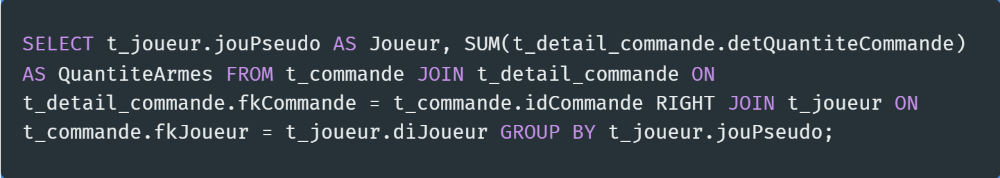 SELECT t_joueur.jouPseudo AS Joueur, SUM(t_detail_commande.detQuantiteCommande)
AS QuantiteArmes FROM t_commande JOIN t_detail_commande ON
t_detail_commande.fkCommande = t_commande.idCommande RIGHT JOIN t_joueur ON
t_commande.fkJoueur = t_joueur.diJoueur GROUP BY t_joueur.jouPseudo;